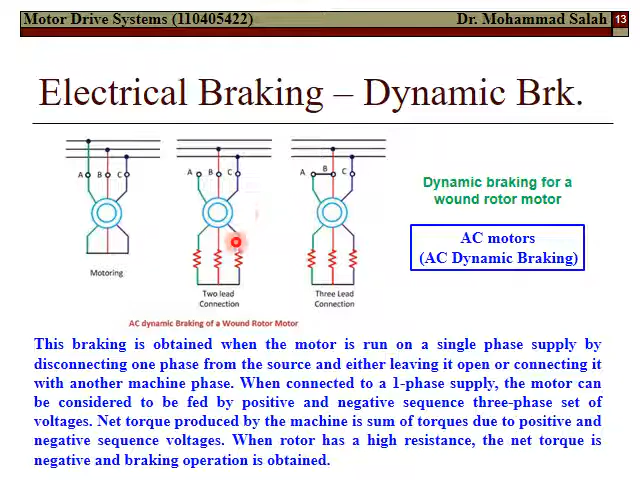 Motor Drive Systems (110405422) Dr. Mohammad Salah 13
Electrical Braking – Dynamic Brk.
A B C
A B C
A B C
Motoring
Two lead
Connection
Three Lead
Connection
AC dynamic Braking of a Wound Rotor Motor
Dynamic braking for a
wound rotor motor
AC motors
(AC Dynamic Braking)
This braking is obtained when the motor is run on a single phase supply by
disconnecting one phase from the source and either leaving it open or connecting it
with another machine phase. When connected to a 1-phase supply, the motor can
be considered to be fed by positive and negative sequence three-phase set of
voltages. Net torque produced by the machine is sum of torques due to positive and
negative sequence voltages. When rotor has a high resistance, the net torque is
negative and braking operation is obtained.